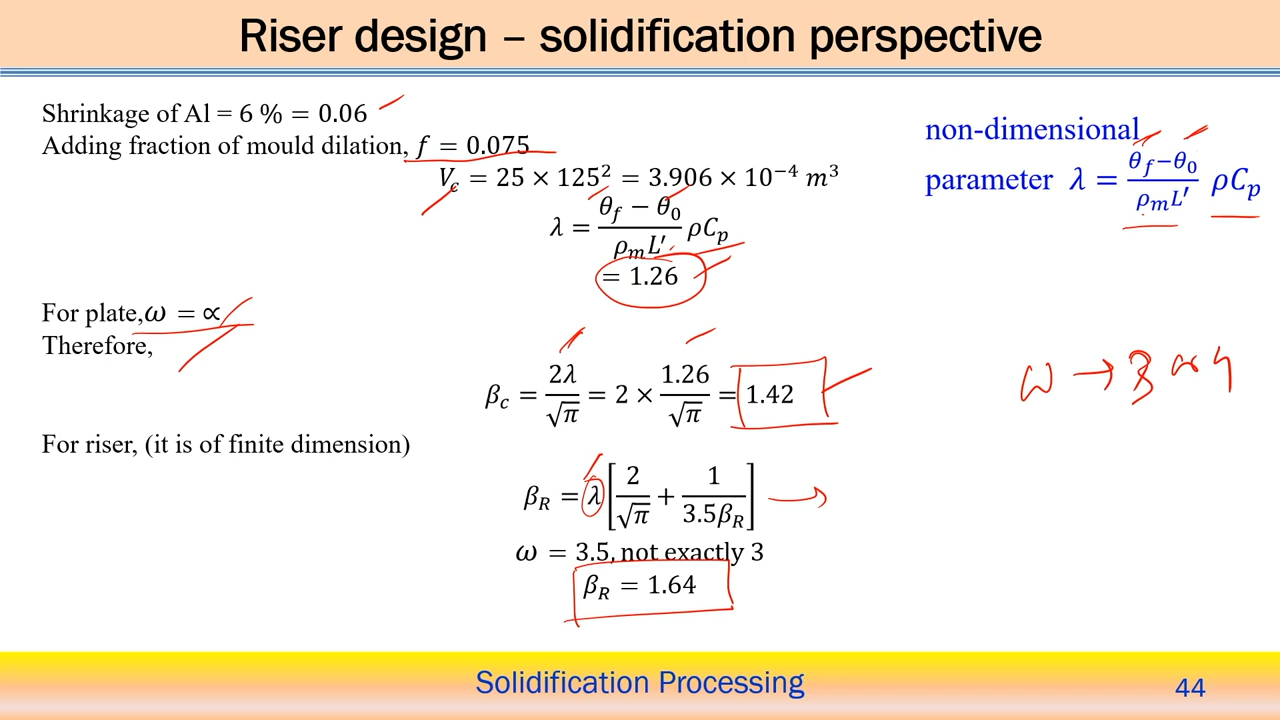 Riser design – solidification perspective
Shrinkage of Al = 6 % = 0.06
Adding fraction of mould dilation, f = 0.075
V_c = 25 × 125² = 3.906 × 10⁻⁴ m³
λ = (θ_f − θ_0)/(ρ_m L′) ρC_p
= 1.26
non-dimensional
parameter λ = (θ_f−θ_0)/(ρ_m L′) ρC_p
For plate,ω = ∝
Therefore,
β_c = 2λ/√π = 2 × 1.26/√π = 1.42
ω → 3 or 4
For riser, (it is of finite dimension)
β_R = λ[2/√π + 1/(3.5β_R)]
ω = 3.5, not exactly 3
β_R = 1.64
Solidification Processing
44